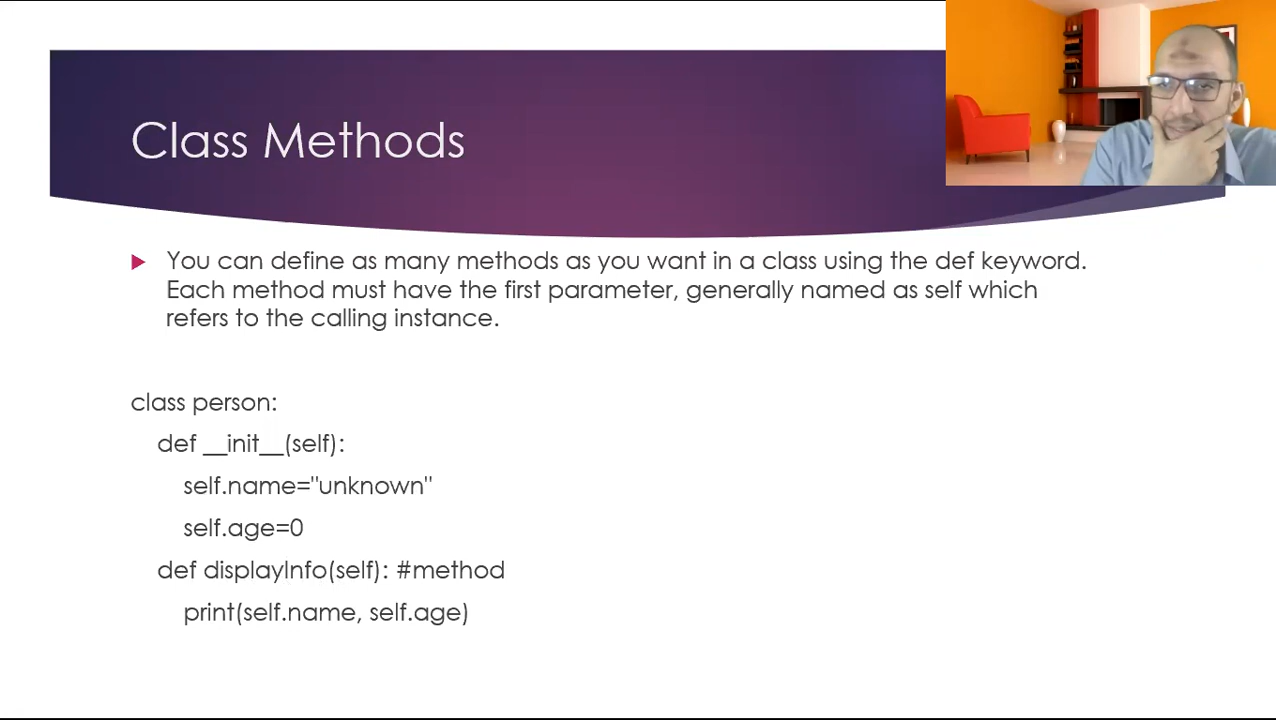 Class Methods
You can define as many methods as you want in a class using the def keyword.
Each method must have the first parameter, generally named as self which
refers to the calling instance.
class person:
def __init__(self):
self.name="unknown"
self.age=0
def displayInfo(self): #method
print(self.name, self.age)